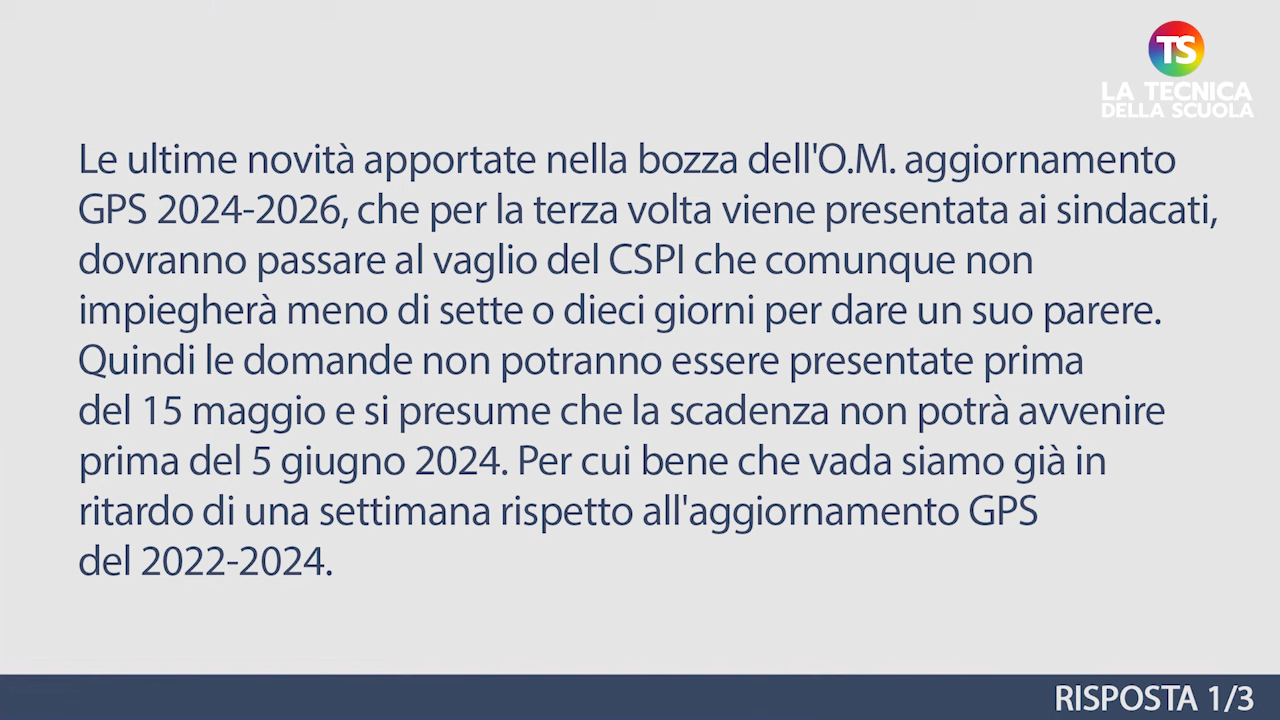 TS
LA TECNICA
DELLA SCUOLA
Le ultime novità apportate nella bozza dell'O.M. aggiornamento
GPS 2024-2026, che per la terza volta viene presentata ai sindacati,
dovranno passare al vaglio del CSPI che comunque non
impiegherà meno di sette o dieci giorni per dare un suo parere.
Quindi le domande non potranno essere presentate prima
del 15 maggio e si presume che la scadenza non potrà avvenire
prima del 5 giugno 2024. Per cui bene che vada siamo già in
ritardo di una settimana rispetto all'aggiornamento GPS
del 2022-2024.
RISPOSTA 1/3